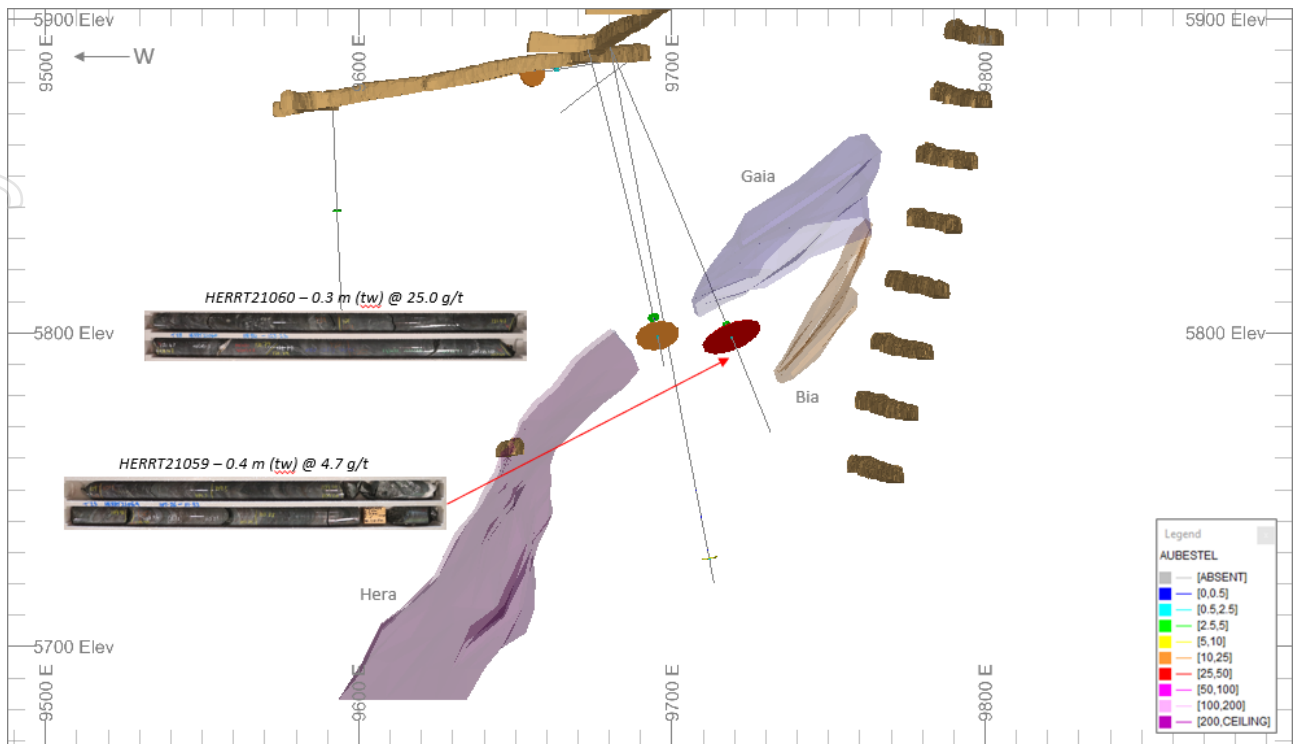 5900 Elev
5900 Elev
9500 E
9600 E
9700 E
9800 E
W
Gaia
HERRT21060 – 0.3 m (tw) @ 25.0 g/t
5800 Elev
5800 Elev
Bia
HERRT21059 – 0.4 m (tw) @ 4.7 g/t
Hera
Legend
AUBESTEL
[ABSENT]
[0,0.5]
[0.5,2.5]
[2.5,5]
[5,10]
[10,25]
[25,50]
[50,100]
[100,200]
[200,CEILING]
5700 Elev
5700 Elev
9500 E
9600 E
9700 E
9800 E